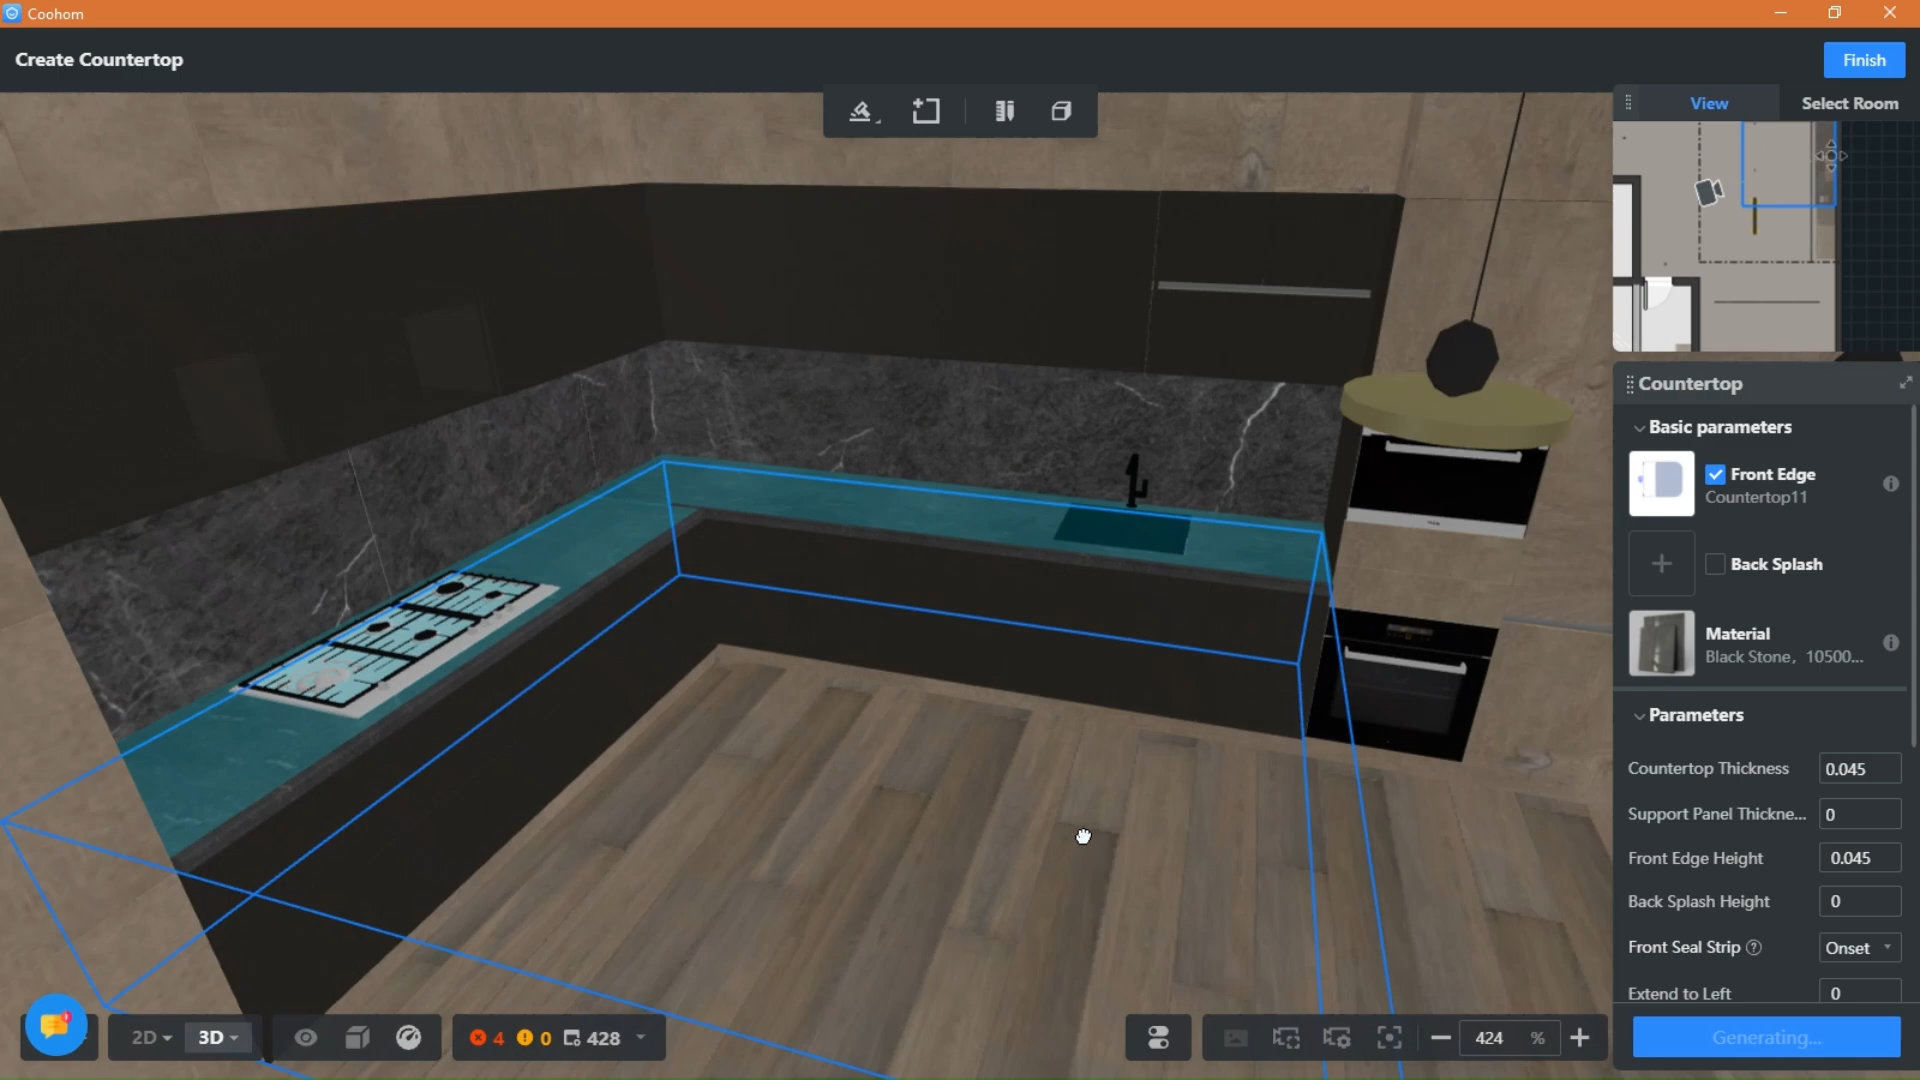 Coohom
Create Countertop
Finish
View
Select Room
Countertop
Basic parameters
Front Edge
Countertop11
Back Splash
Material
Black Stone, 10500...
Parameters
Countertop Thickness 0.045
Support Panel Thickne... 0
Front Edge Height 0.045
Back Splash Height 0
Front Seal Strip ? Onset
Extend to Left 0
2D 3D 4 0 428 424 %
Generating...